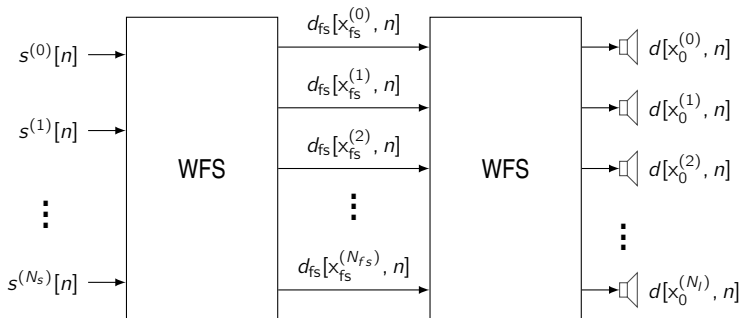 d_fs[x_fs^(0), n]
s^(0)[n]
d[x_0^(0), n]
d_fs[x_fs^(1), n]
d[x_0^(1), n]
s^(1)[n]
d_fs[x_fs^(2), n]
WFS
WFS
d[x_0^(2), n]
⋮
⋮
⋮
d_fs[x_fs^(N_fs), n]
s^(N_s)[n]
d[x_0^(N_l), n]